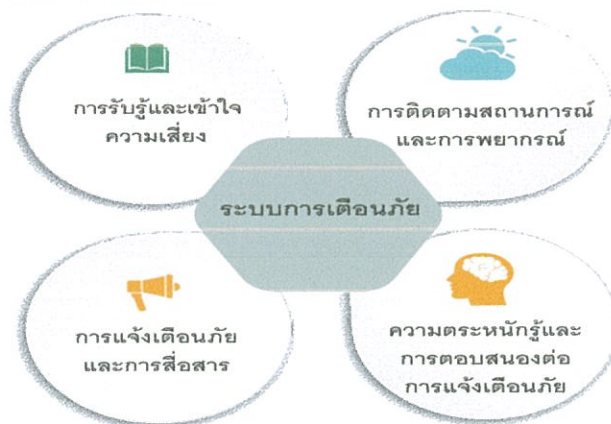 การรับรู้และเข้าใจ
ความเสี่ยง
การติดตามสถานการณ์
และการพยากรณ์
ระบบการเตือนภัย
การแจ้งเตือนภัย
และการสื่อสาร
ความตระหนักรู้และ
การตอบสนองต่อ
การแจ้งเตือนภัย